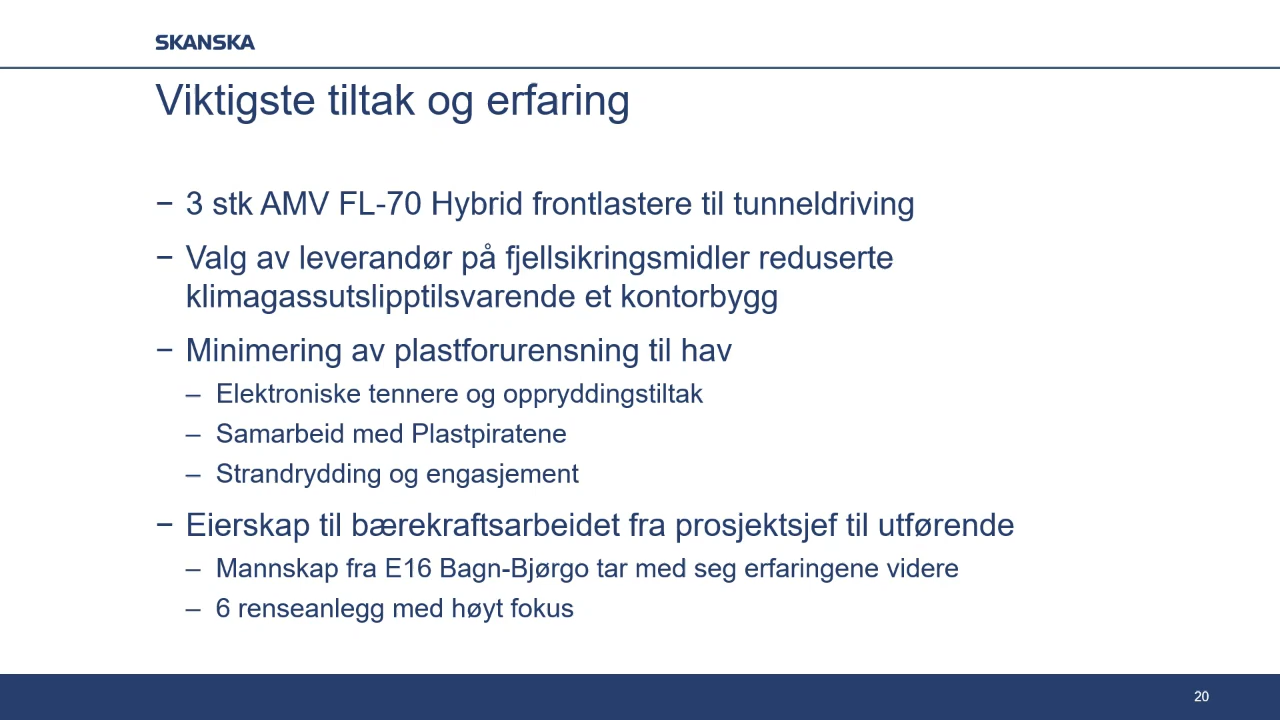 SKANSKA
Viktigste tiltak og erfaring
− 3 stk AMV FL-70 Hybrid frontlastere til tunneldriving
− Valg av leverandør på fjellsikringsmidler reduserte
klimagassutslipptilsvarende et kontorbygg
− Minimering av plastforurensning til hav
– Elektroniske tennere og oppryddingstiltak
– Samarbeid med Plastpiratene
– Strandrydding og engasjement
− Eierskap til bærekraftsarbeidet fra prosjektsjef til utførende
– Mannskap fra E16 Bagn-Bjørgo tar med seg erfaringene videre
– 6 renseanlegg med høyt fokus
20